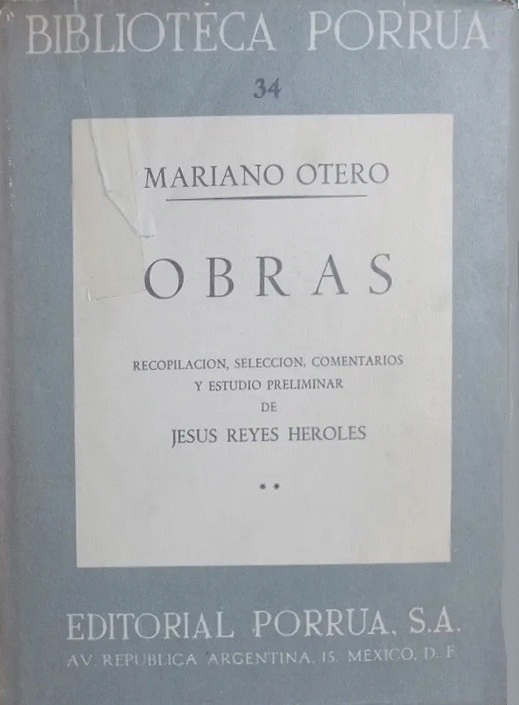 BIBLIOTECA PORRUA
34
MARIANO OTERO
OBRAS
RECOPILACION, SELECCION, COMENTARIOS
Y ESTUDIO PRELIMINAR
DE
JESUS REYES HEROLES
* *
EDITORIAL PORRUA, S.A.
AV. REPUBLICA ARGENTINA, 15. MEXICO, D. F.